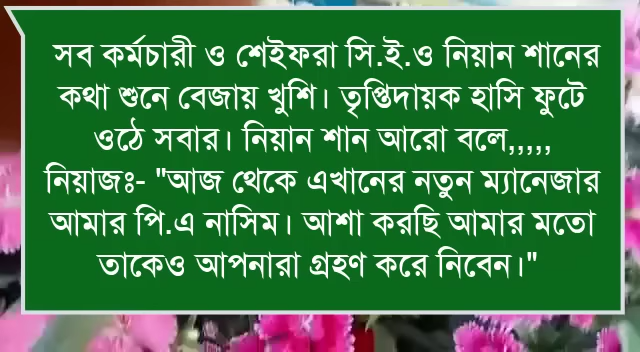 সব কর্মচারী ও শেইফরা সি.ই.ও নিয়ান শানের
কথা শুনে বেজায় খুশি। তৃপ্তিদায়ক হাসি ফুটে
ওঠে সবার। নিয়ান শান আরো বলে,,,,,
নিয়াজঃ- "আজ থেকে এখানের নতুন ম্যানেজার
আমার পি.এ নাসিম। আশা করছি আমার মতো
তাকেও আপনারা গ্রহণ করে নিবেন।"